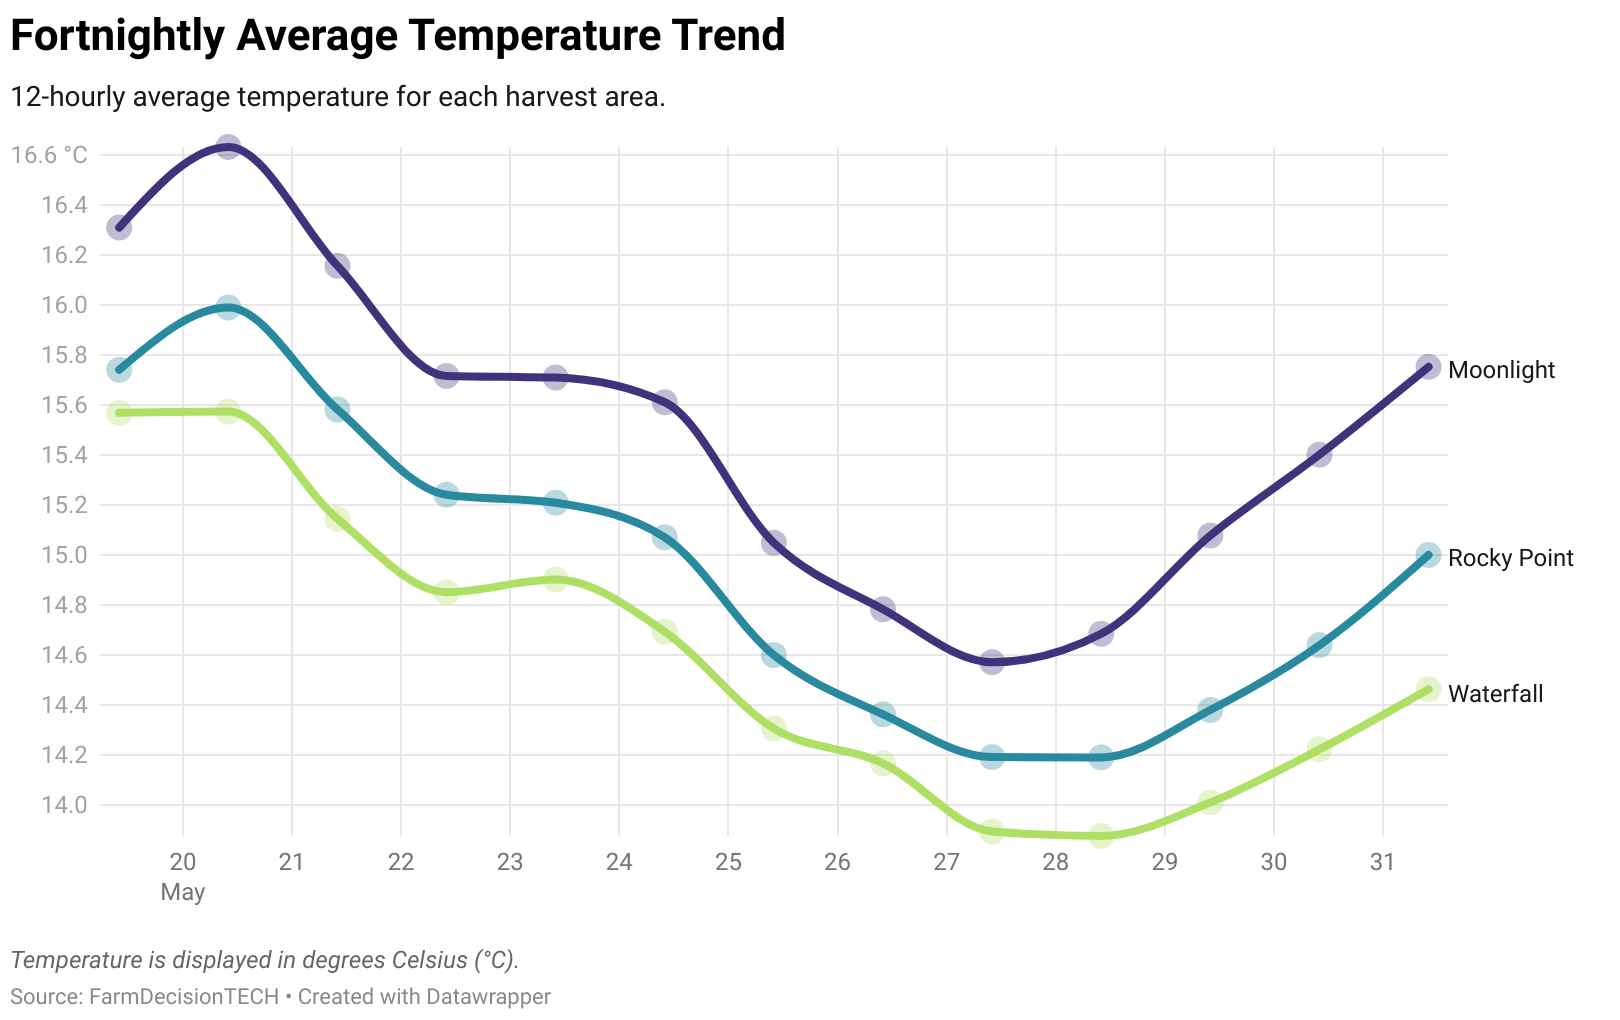 Fortnightly Average Temperature Trend
12-hourly average temperature for each harvest area.
16.6 °C
16.4
16.2
16.0
15.8
15.6
15.4
15.2
15.0
14.8
14.6
14.4
14.2
14.0
Moonlight
Rocky Point
Waterfall
20 21 22 23 24 25 26 27 28 29 30 31
May
Temperature is displayed in degrees Celsius (°C).
Source: FarmDecisionTECH • Created with Datawrapper